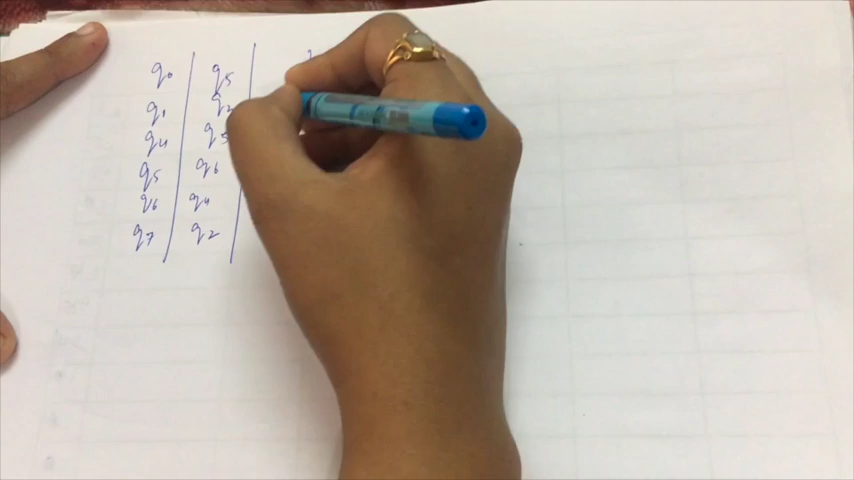 q0 | q5 |
q1 | q2
q4 | q5
q5 | q6
q6 | q4
q7 | q2